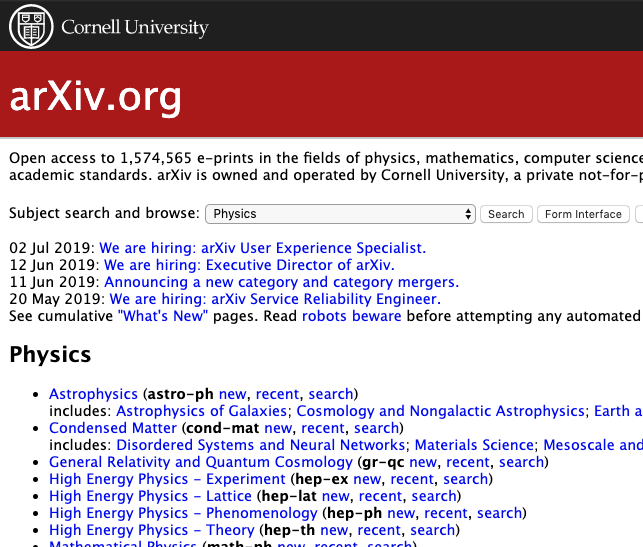 Cornell University
arXiv.org
Open access to 1,574,565 e-prints in the fields of physics, mathematics, computer science
academic standards. arXiv is owned and operated by Cornell University, a private not-for-p
Subject search and browse: Physics Search Form Interface
02 Jul 2019: We are hiring: arXiv User Experience Specialist.
12 Jun 2019: We are hiring: Executive Director of arXiv.
11 Jun 2019: Announcing a new category and category mergers.
20 May 2019: We are hiring: arXiv Service Reliability Engineer.
See cumulative "What's New" pages. Read robots beware before attempting any automated
Physics
• Astrophysics (astro-ph new, recent, search)
includes: Astrophysics of Galaxies; Cosmology and Nongalactic Astrophysics; Earth a
• Condensed Matter (cond-mat new, recent, search)
includes: Disordered Systems and Neural Networks; Materials Science; Mesoscale and
• General Relativity and Quantum Cosmology (gr-qc new, recent, search)
• High Energy Physics – Experiment (hep-ex new, recent, search)
• High Energy Physics – Lattice (hep-lat new, recent, search)
• High Energy Physics – Phenomenology (hep-ph new, recent, search)
• High Energy Physics – Theory (hep-th new, recent, search)
• Mathematical Physics (math-ph new, recent, search)